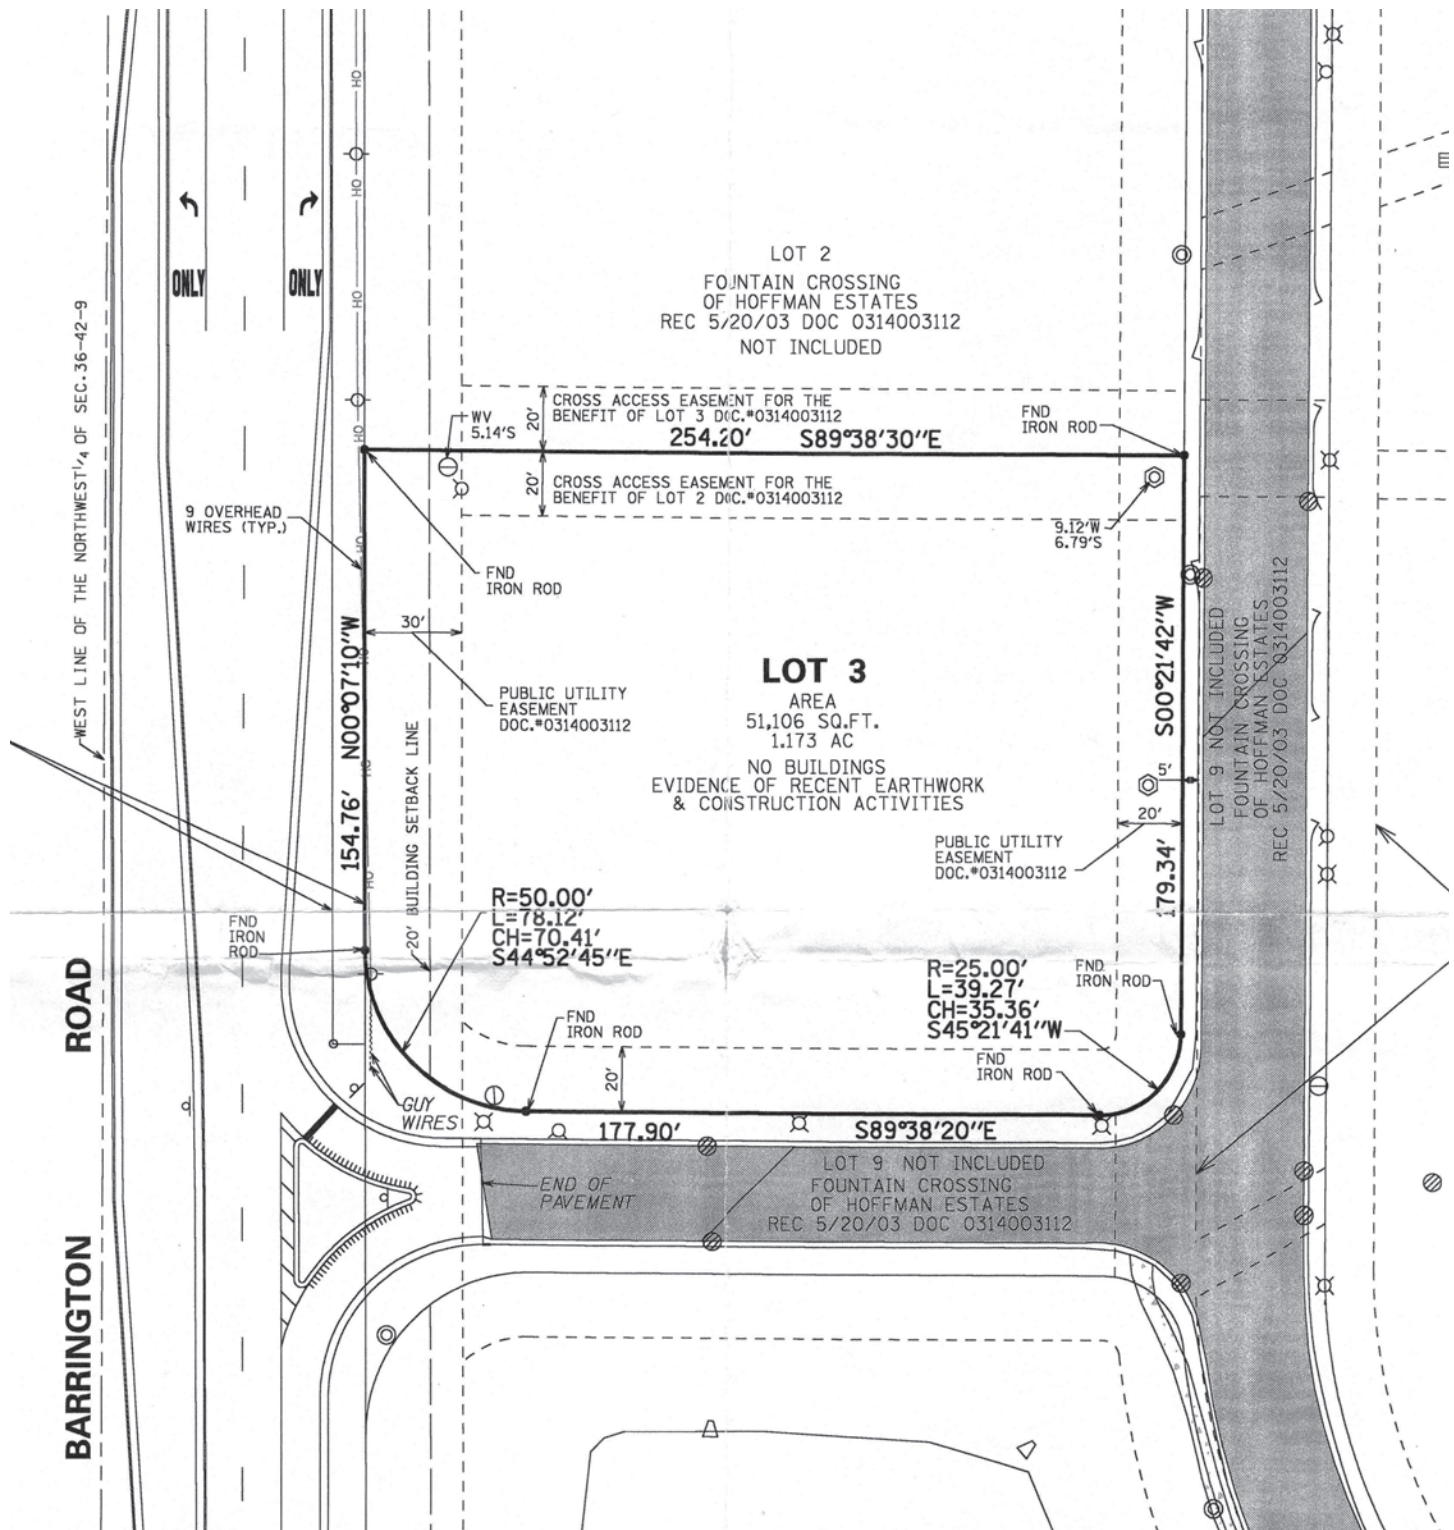 ONLY
ONLY
HO
HO
HO
HO
HO
HO
HO
HO
WEST LINE OF THE NORTHWEST 1/4 OF SEC.36-42-9
LOT 2
FOUNTAIN CROSSING
OF HOFFMAN ESTATES
REC 5/20/03 DOC 0314003112
NOT INCLUDED
WV
5.14'S
20'
CROSS ACCESS EASEMENT FOR THE
BENEFIT OF LOT 3 DOC.#0314003112
254.20' S89°38'30"E
FND
IRON ROD
20'
CROSS ACCESS EASEMENT FOR THE
BENEFIT OF LOT 2 DOC.#0314003112
9 OVERHEAD
WIRES (TYP.)
9.12'W
6.79'S
FND
IRON ROD
30'
PUBLIC UTILITY
EASEMENT
DOC.#0314003112
154.76' N00°07'10"W
20' BUILDING SETBACK LINE
LOT 3
AREA
51,106 SQ.FT.
1.173 AC
NO BUILDINGS
EVIDENCE OF RECENT EARTHWORK
& CONSTRUCTION ACTIVITIES
179.34' S00°21'42"W
5'
20'
PUBLIC UTILITY
EASEMENT
DOC.#0314003112
LOT 9 NOT INCLUDED
FOUNTAIN CROSSING
OF HOFFMAN ESTATES
REC 5/20/03 DOC 0314003112
FND
IRON
ROD
R=50.00'
L=78.12'
CH=70.41'
S44°52'45"E
R=25.00'
L=39.27'
CH=35.36'
S45°21'41"W
FND
IRON ROD
FND
IRON ROD
FND
IRON ROD
20'
GUY
WIRES
177.90' S89°38'20"E
END OF
PAVEMENT
LOT 9 NOT INCLUDED
FOUNTAIN CROSSING
OF HOFFMAN ESTATES
REC 5/20/03 DOC 0314003112
BARRINGTON ROAD